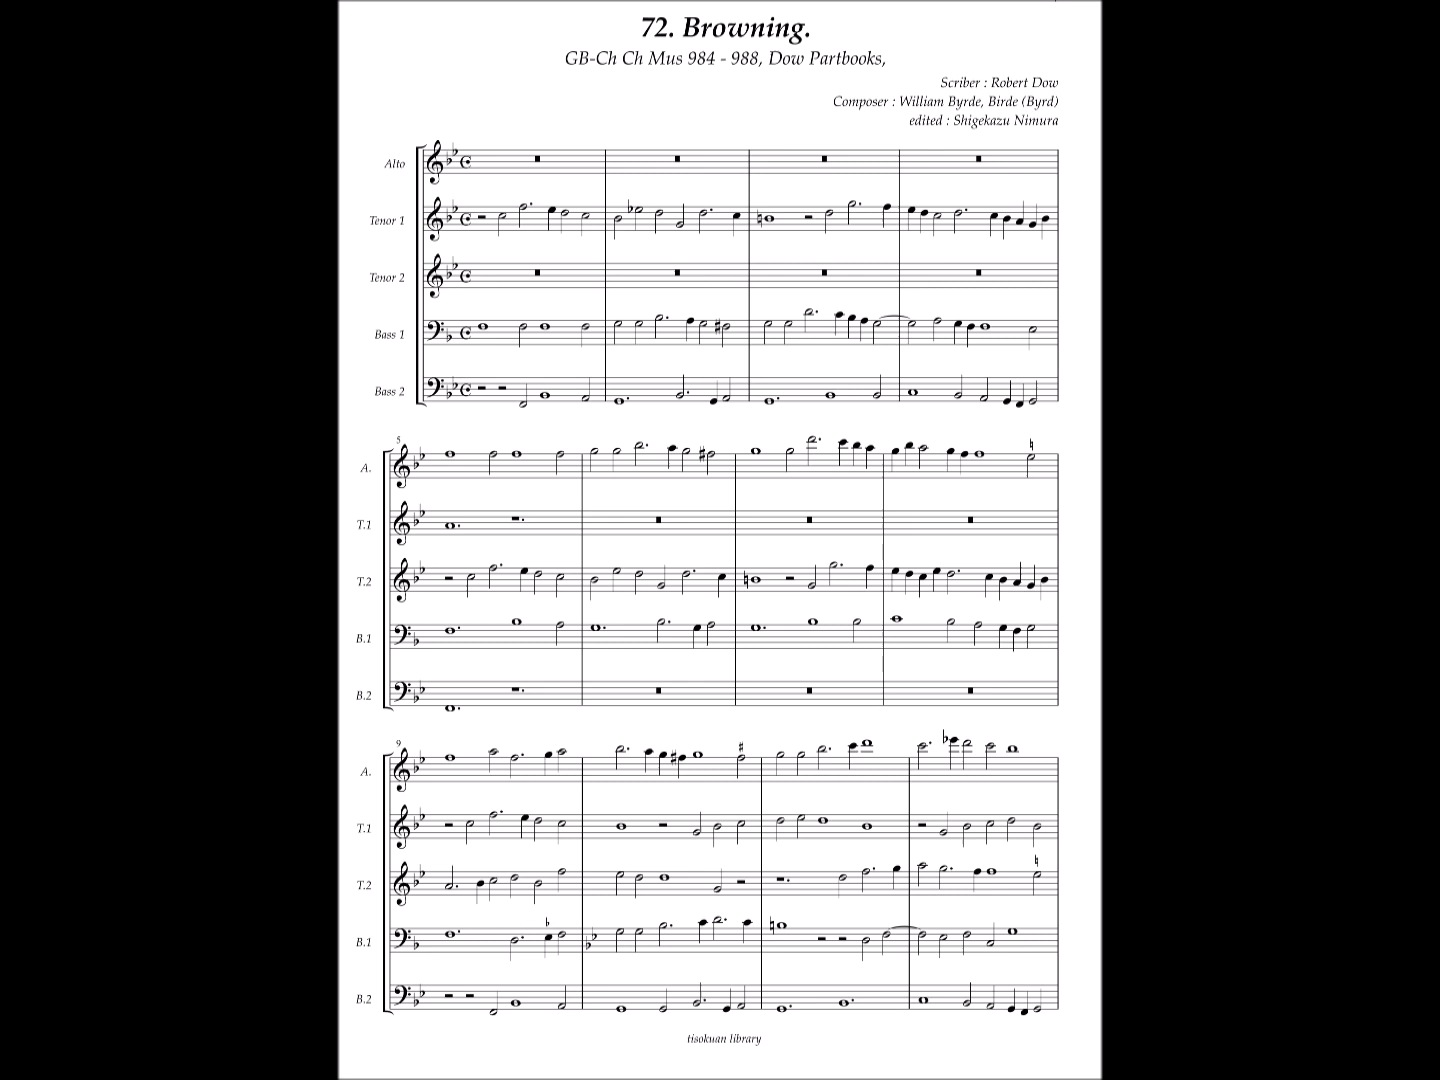 72. Browning.
GB-Ch Ch Mus 984 - 988, Dow Partbooks,
Scriber : Robert Dow
Composer : William Byrde, Birde (Byrd)
edited : Shigekazu Nimura
Alto
Tenor 1
Tenor 2
Bass 1
Bass 2
5
A.
T.1
T.2
B.1
B.2
9
A.
T.1
T.2
B.1
B.2
tisokuan library